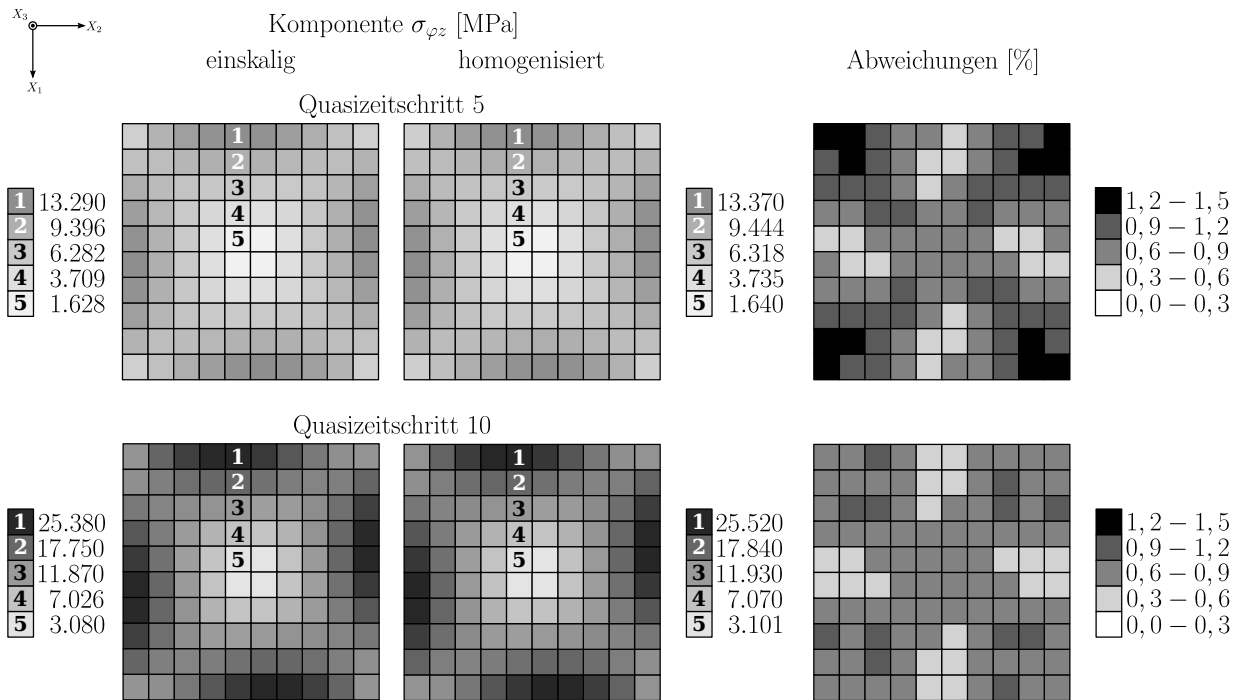 X₃
X₂
X₁
Komponente σφz [MPa]
einskalig
homogenisiert
Abweichungen [%]
Quasizeitschritt 5
1
2
3
4
5
1
2
3
4
5
1 13.290
2 9.396
3 6.282
4 3.709
5 1.628
1 13.370
2 9.444
3 6.318
4 3.735
5 1.640
1,2 – 1,5
0,9 – 1,2
0,6 – 0,9
0,3 – 0,6
0,0 – 0,3
Quasizeitschritt 10
1
2
3
4
5
1
2
3
4
5
1 25.380
2 17.750
3 11.870
4 7.026
5 3.080
1 25.520
2 17.840
3 11.930
4 7.070
5 3.101
1,2 – 1,5
0,9 – 1,2
0,6 – 0,9
0,3 – 0,6
0,0 – 0,3